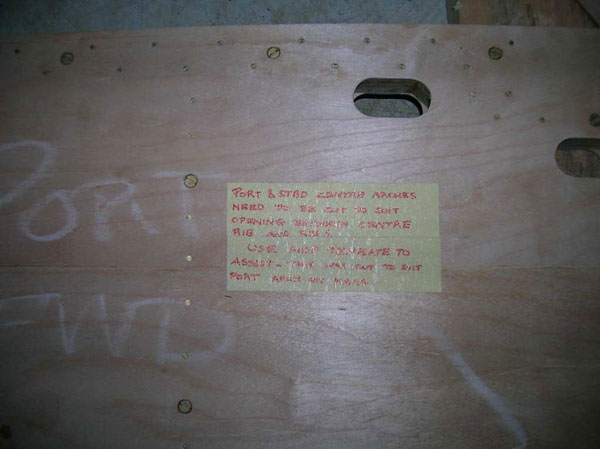 PORT
FWD
PORT & STBD CENTRE ARCHES
NEED TO BE CUT TO SUIT
OPENING BETWEEN CENTRE
RIB AND
USE TEMPLATE TO
ASSIST - THIS WAS CUT TO SUIT
PORT ARCH ON